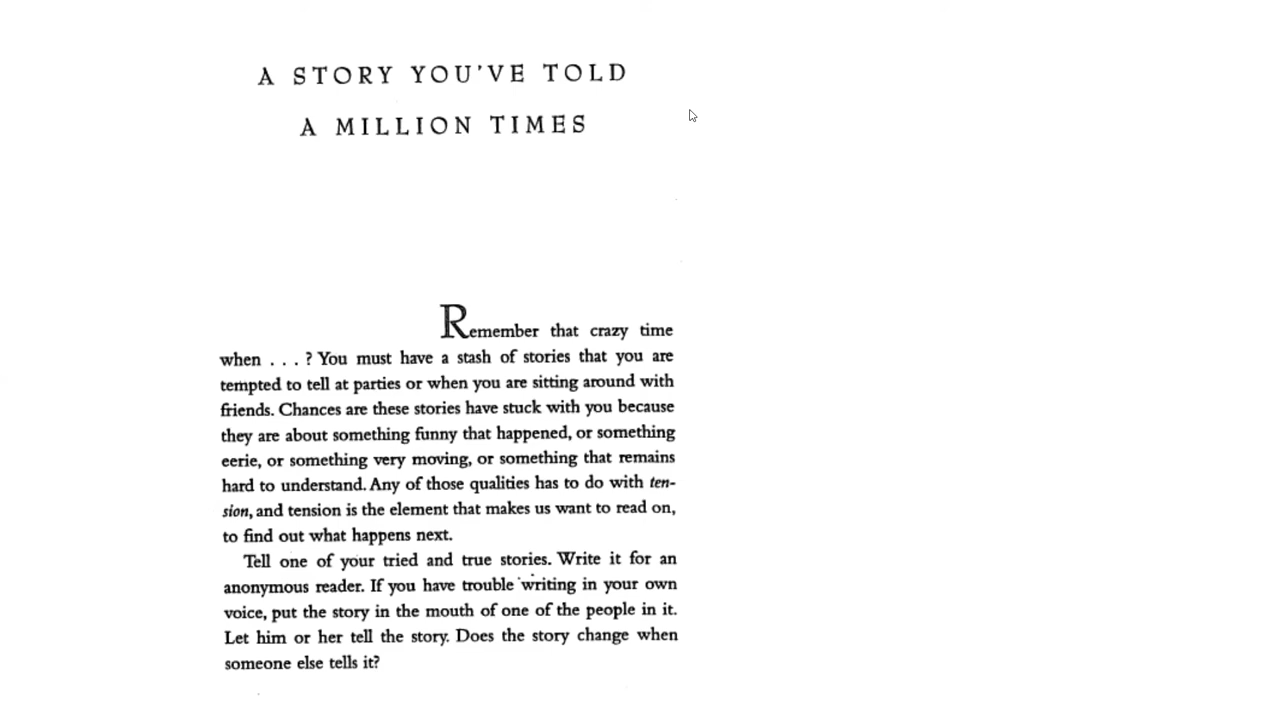 A STORY YOU'VE TOLD
A MILLION TIMES
Remember that crazy time
when . . . ? You must have a stash of stories that you are
tempted to tell at parties or when you are sitting around with
friends. Chances are these stories have stuck with you because
they are about something funny that happened, or something
eerie, or something very moving, or something that remains
hard to understand. Any of those qualities has to do with ten-
sion, and tension is the element that makes us want to read on,
to find out what happens next.
Tell one of your tried and true stories. Write it for an
anonymous reader. If you have trouble writing in your own
voice, put the story in the mouth of one of the people in it.
Let him or her tell the story. Does the story change when
someone else tells it?